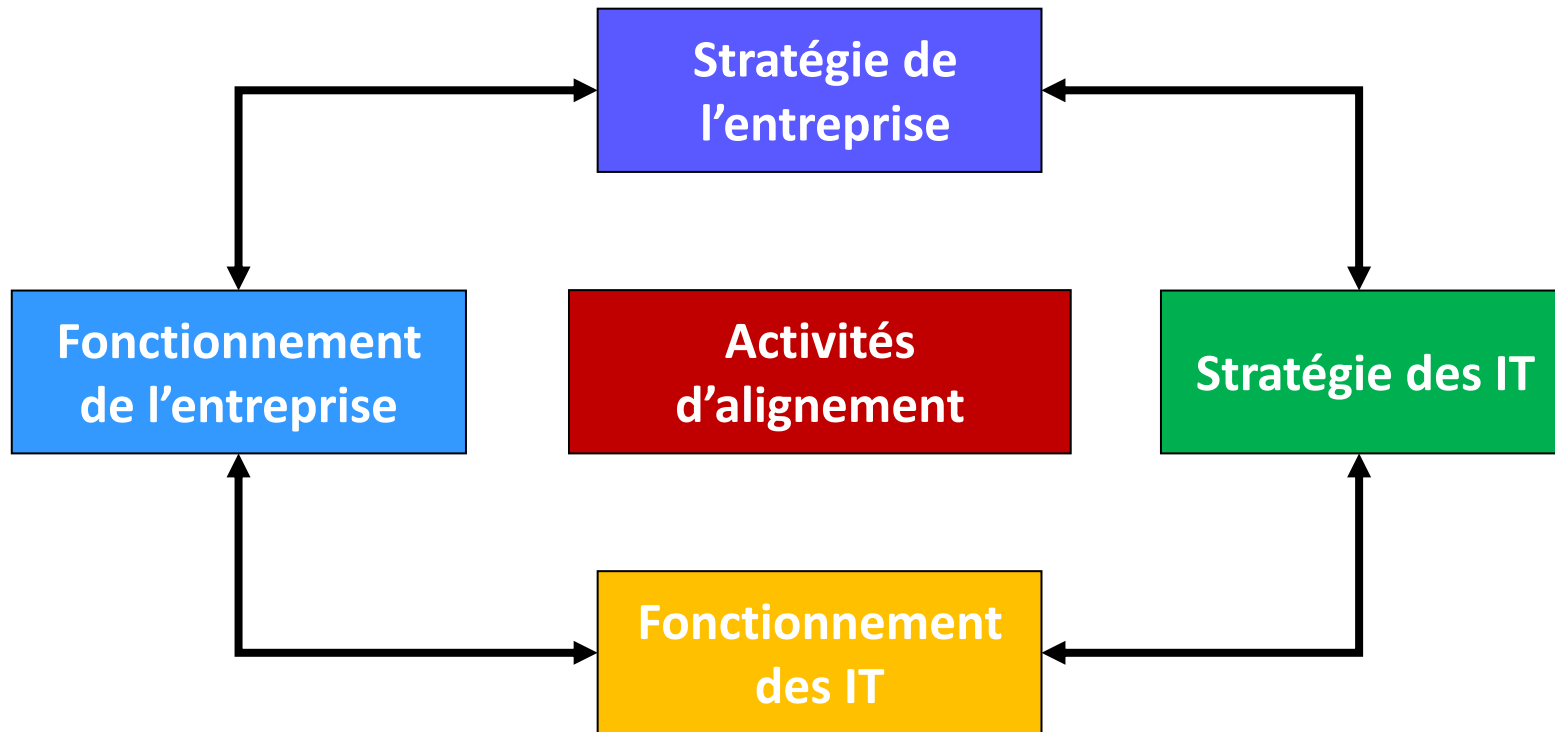 Stratégie de
l’entreprise
Fonctionnement
de l’entreprise
Activités
d’alignement
Stratégie des IT
Fonctionnement
des IT